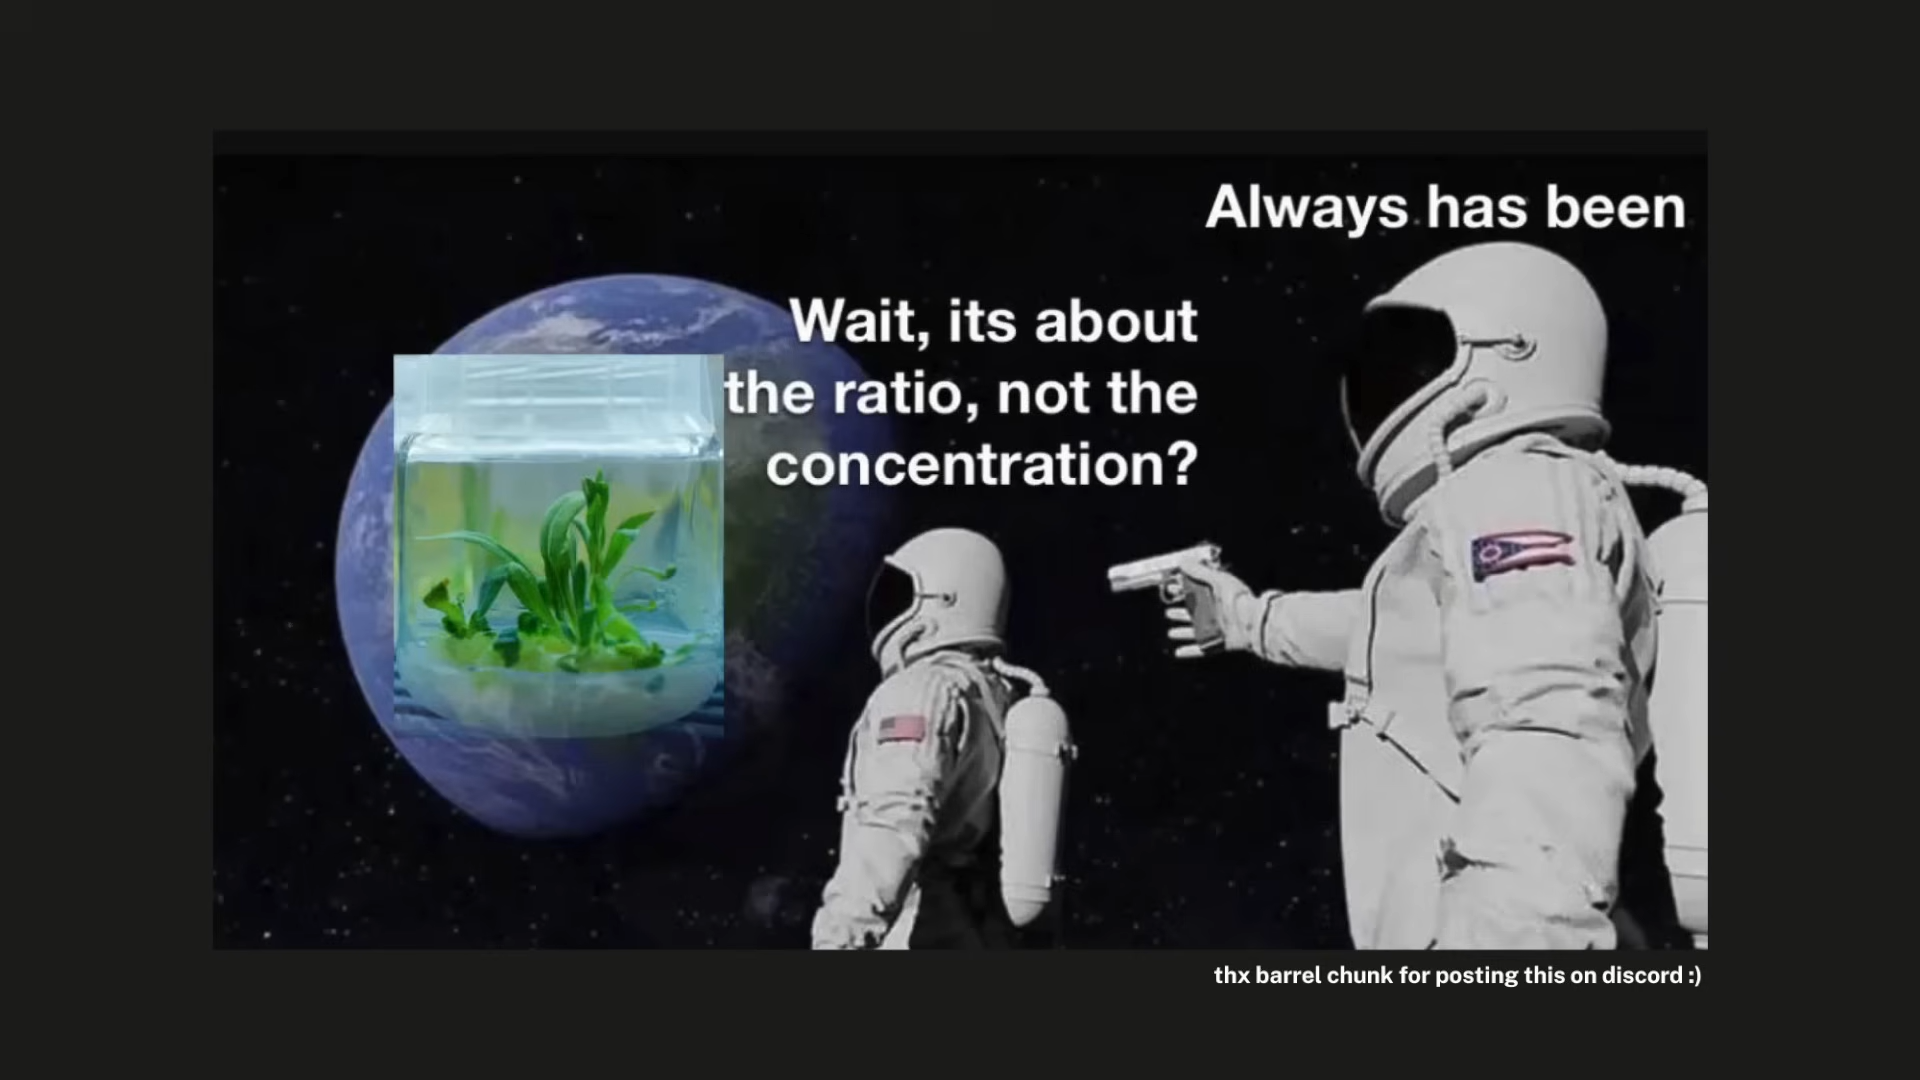 Always has been
Wait, its about
the ratio, not the
concentration?
thx barrel chunk for posting this on discord :)